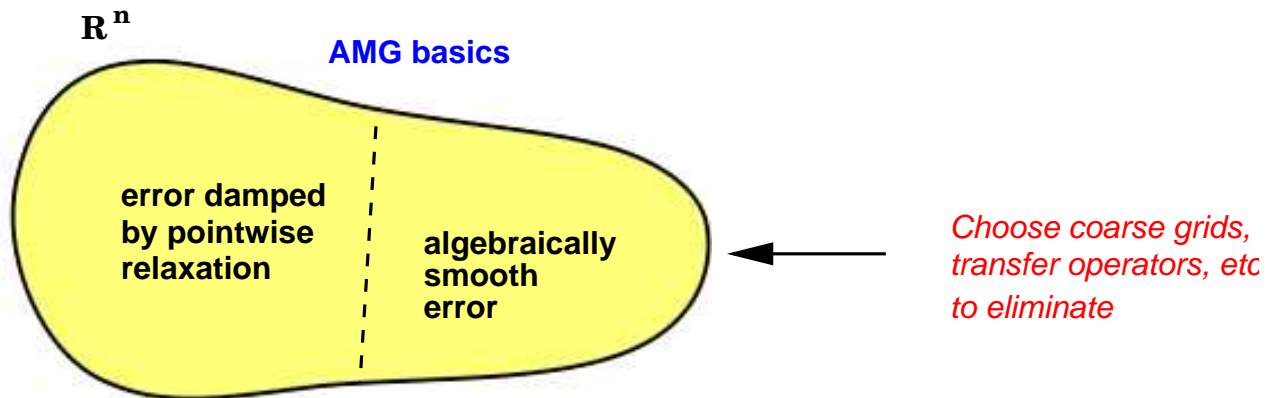 R n
AMG basics
error damped
by pointwise
relaxation
algebraically
smooth
error
Choose coarse grids,
transfer operators, etc
to eliminate